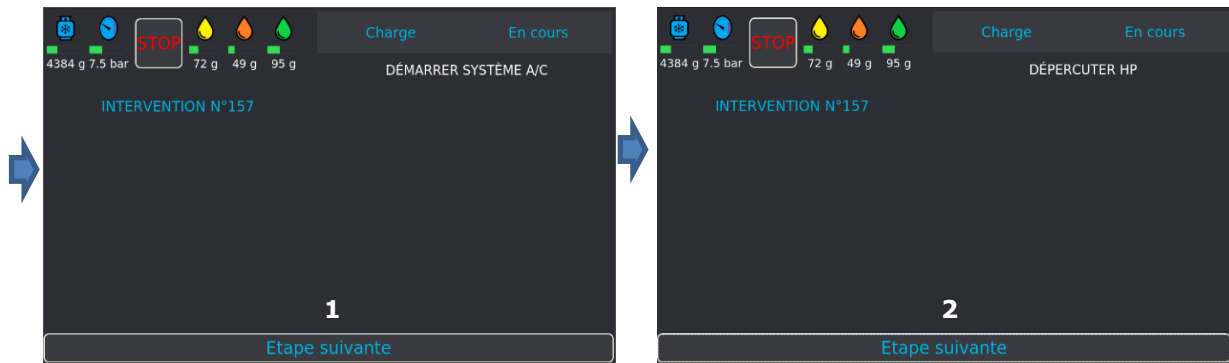 STOP
Charge En cours
4384 g 7.5 bar 72 g 49 g 95 g
DÉMARRER SYSTÈME A/C
INTERVENTION N°157
1
Etape suivante
STOP
Charge En cours
4384 g 7.5 bar 72 g 49 g 95 g
DÉPERCUTER HP
INTERVENTION N°157
2
Etape suivante